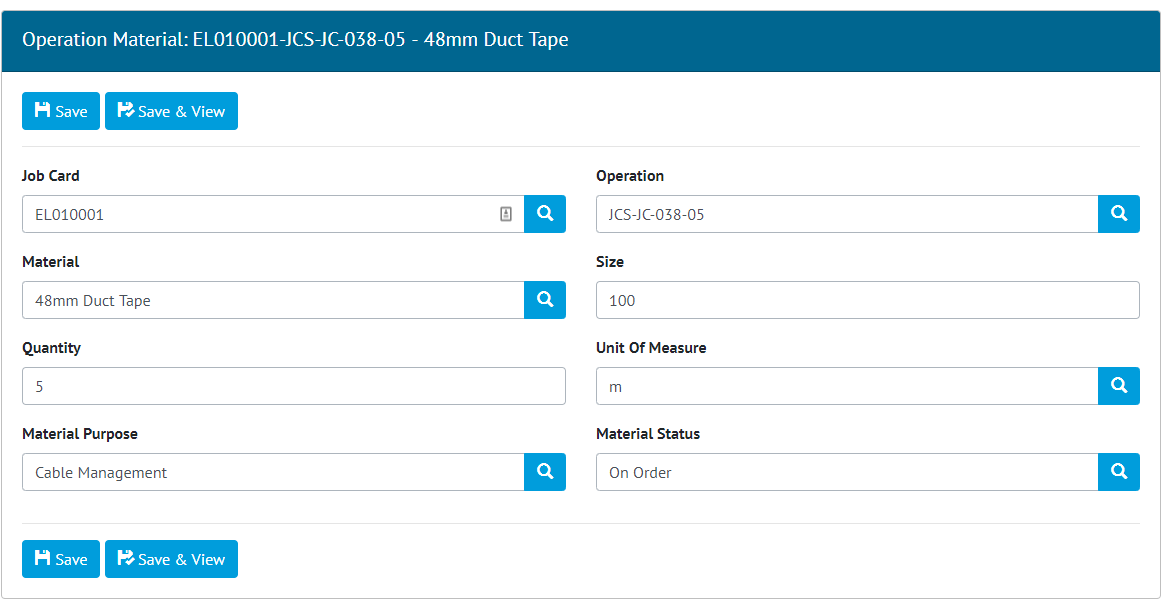 Operation Material: EL010001-JCS-JC-038-05 - 48mm Duct Tape
Save Save & View
Job Card Operation
EL010001 JCS-JC-038-05
Material Size
48mm Duct Tape 100
Quantity Unit Of Measure
5 m
Material Purpose Material Status
Cable Management On Order
Save Save & View